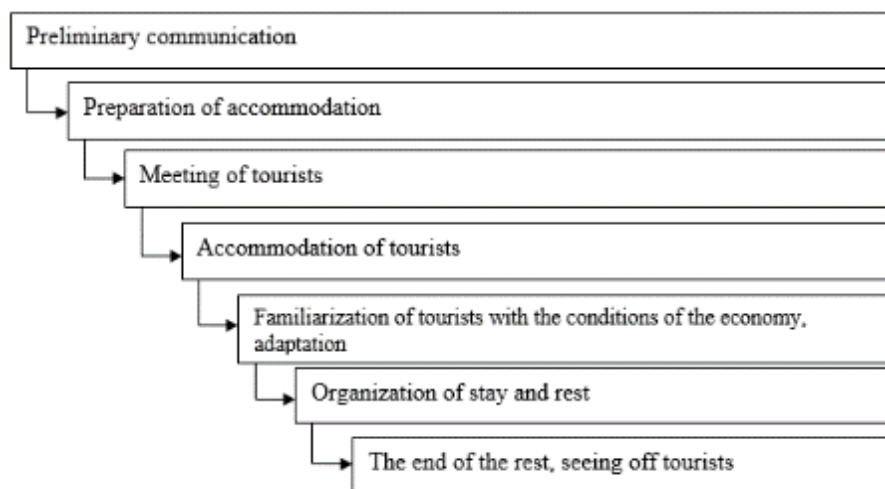 Preliminary communication
Preparation of accommodation
Meeting of tourists
Accommodation of tourists
Familiarization of tourists with the conditions of the economy,
adaptation
Organization of stay and rest
The end of the rest, seeing off tourists